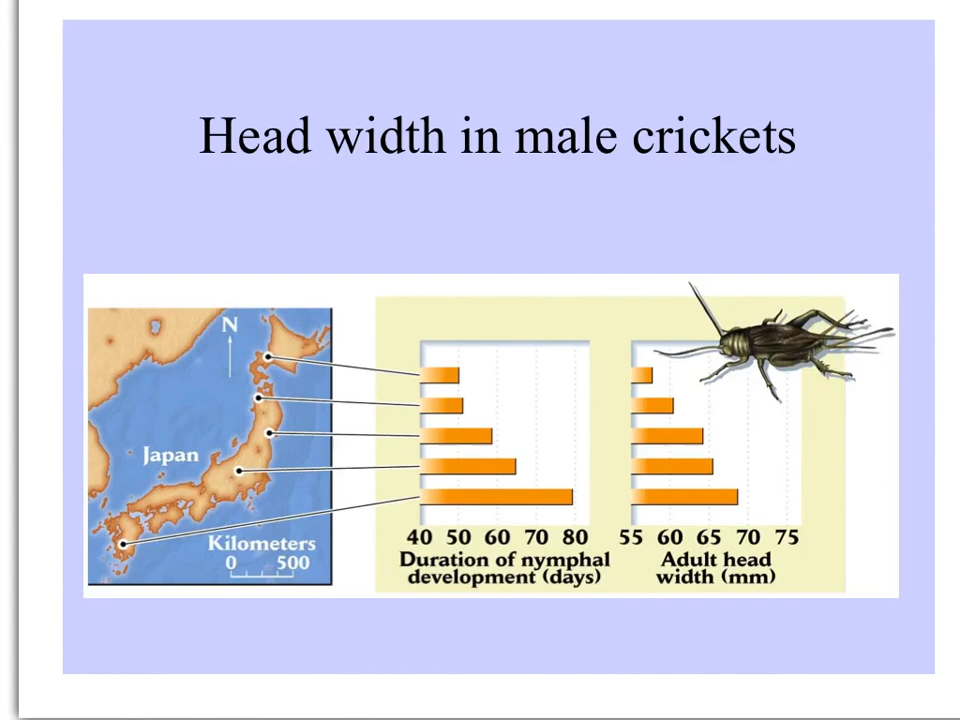 Head width in male crickets
N
Japan
Kilometers
0 500
40 50 60 70 80
Duration of nymphal
development (days)
55 60 65 70 75
Adult head
width (mm)